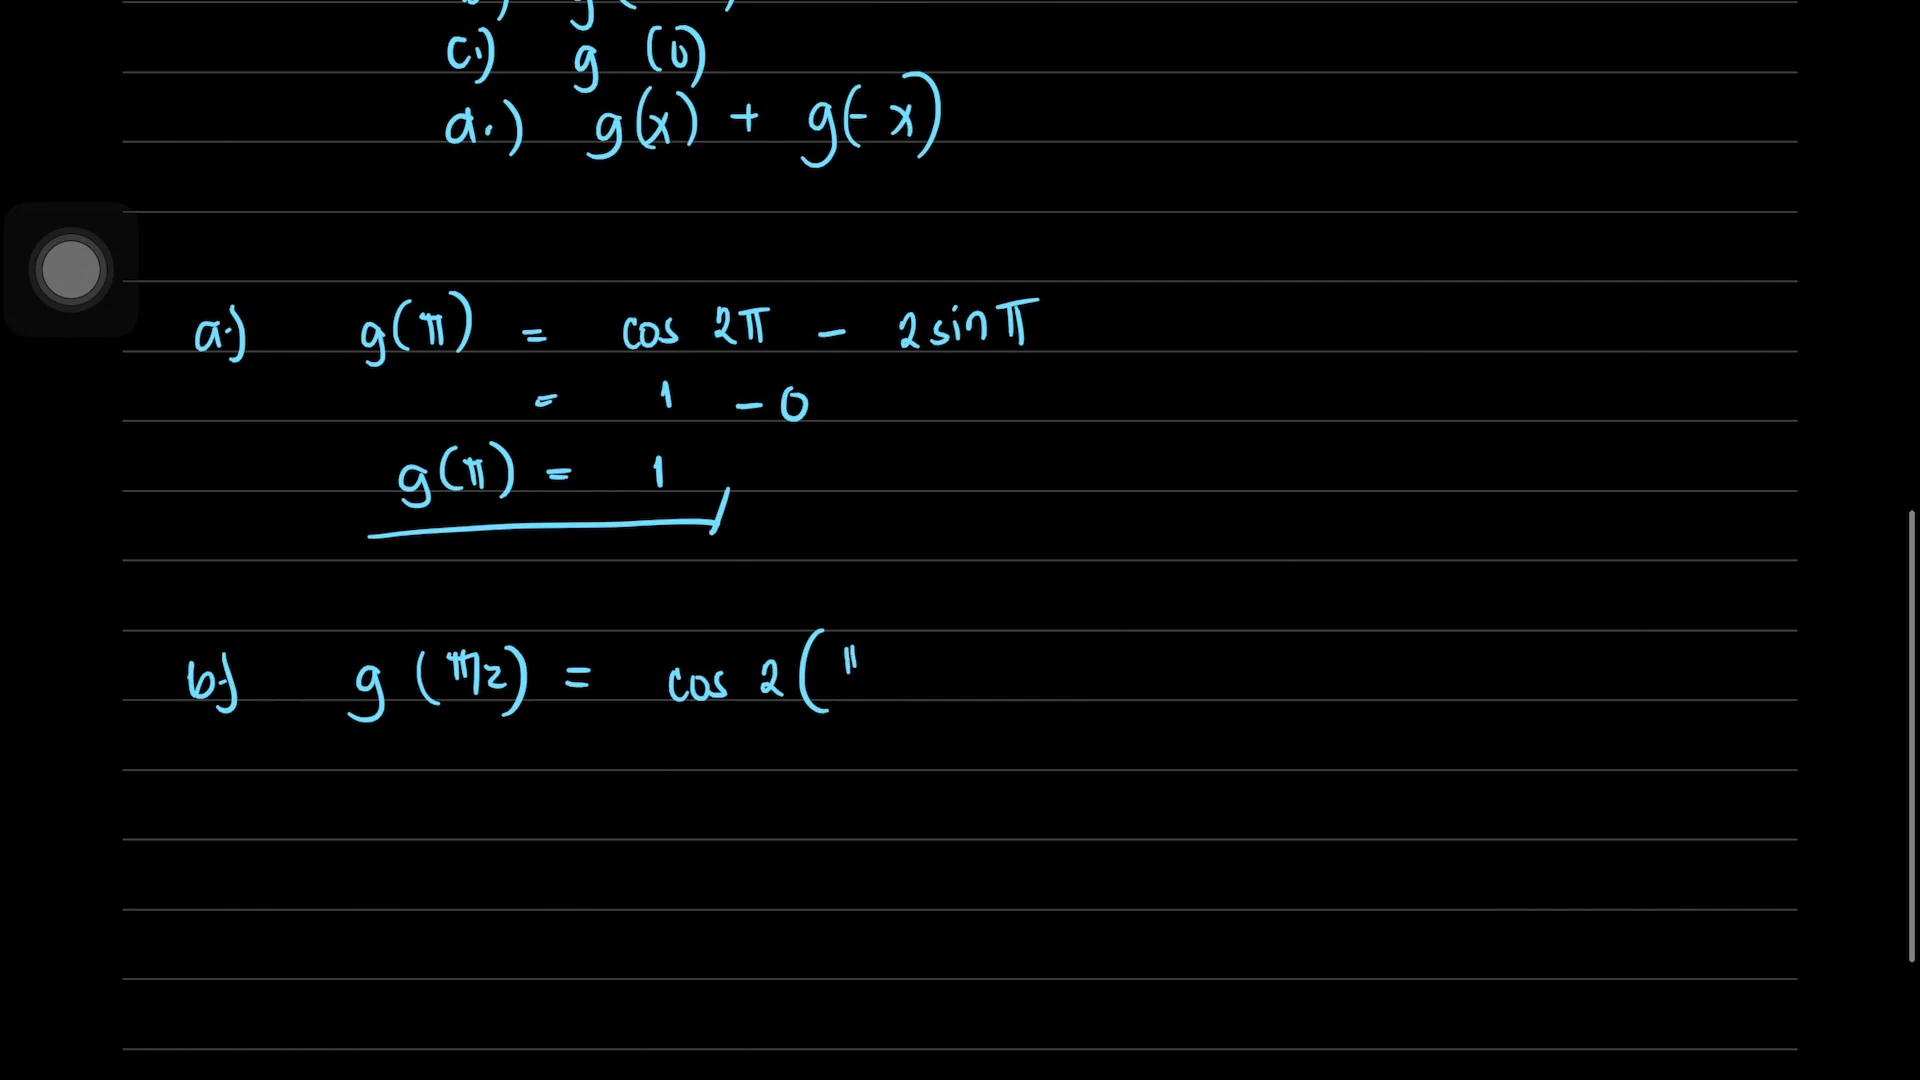 c.) g (0)
d.) g(x) + g(-x)
a.) g(π) = cos 2π - 2 sin π
= 1 - 0
g(π) = 1
b.) g (π/2) = cos 2 (π